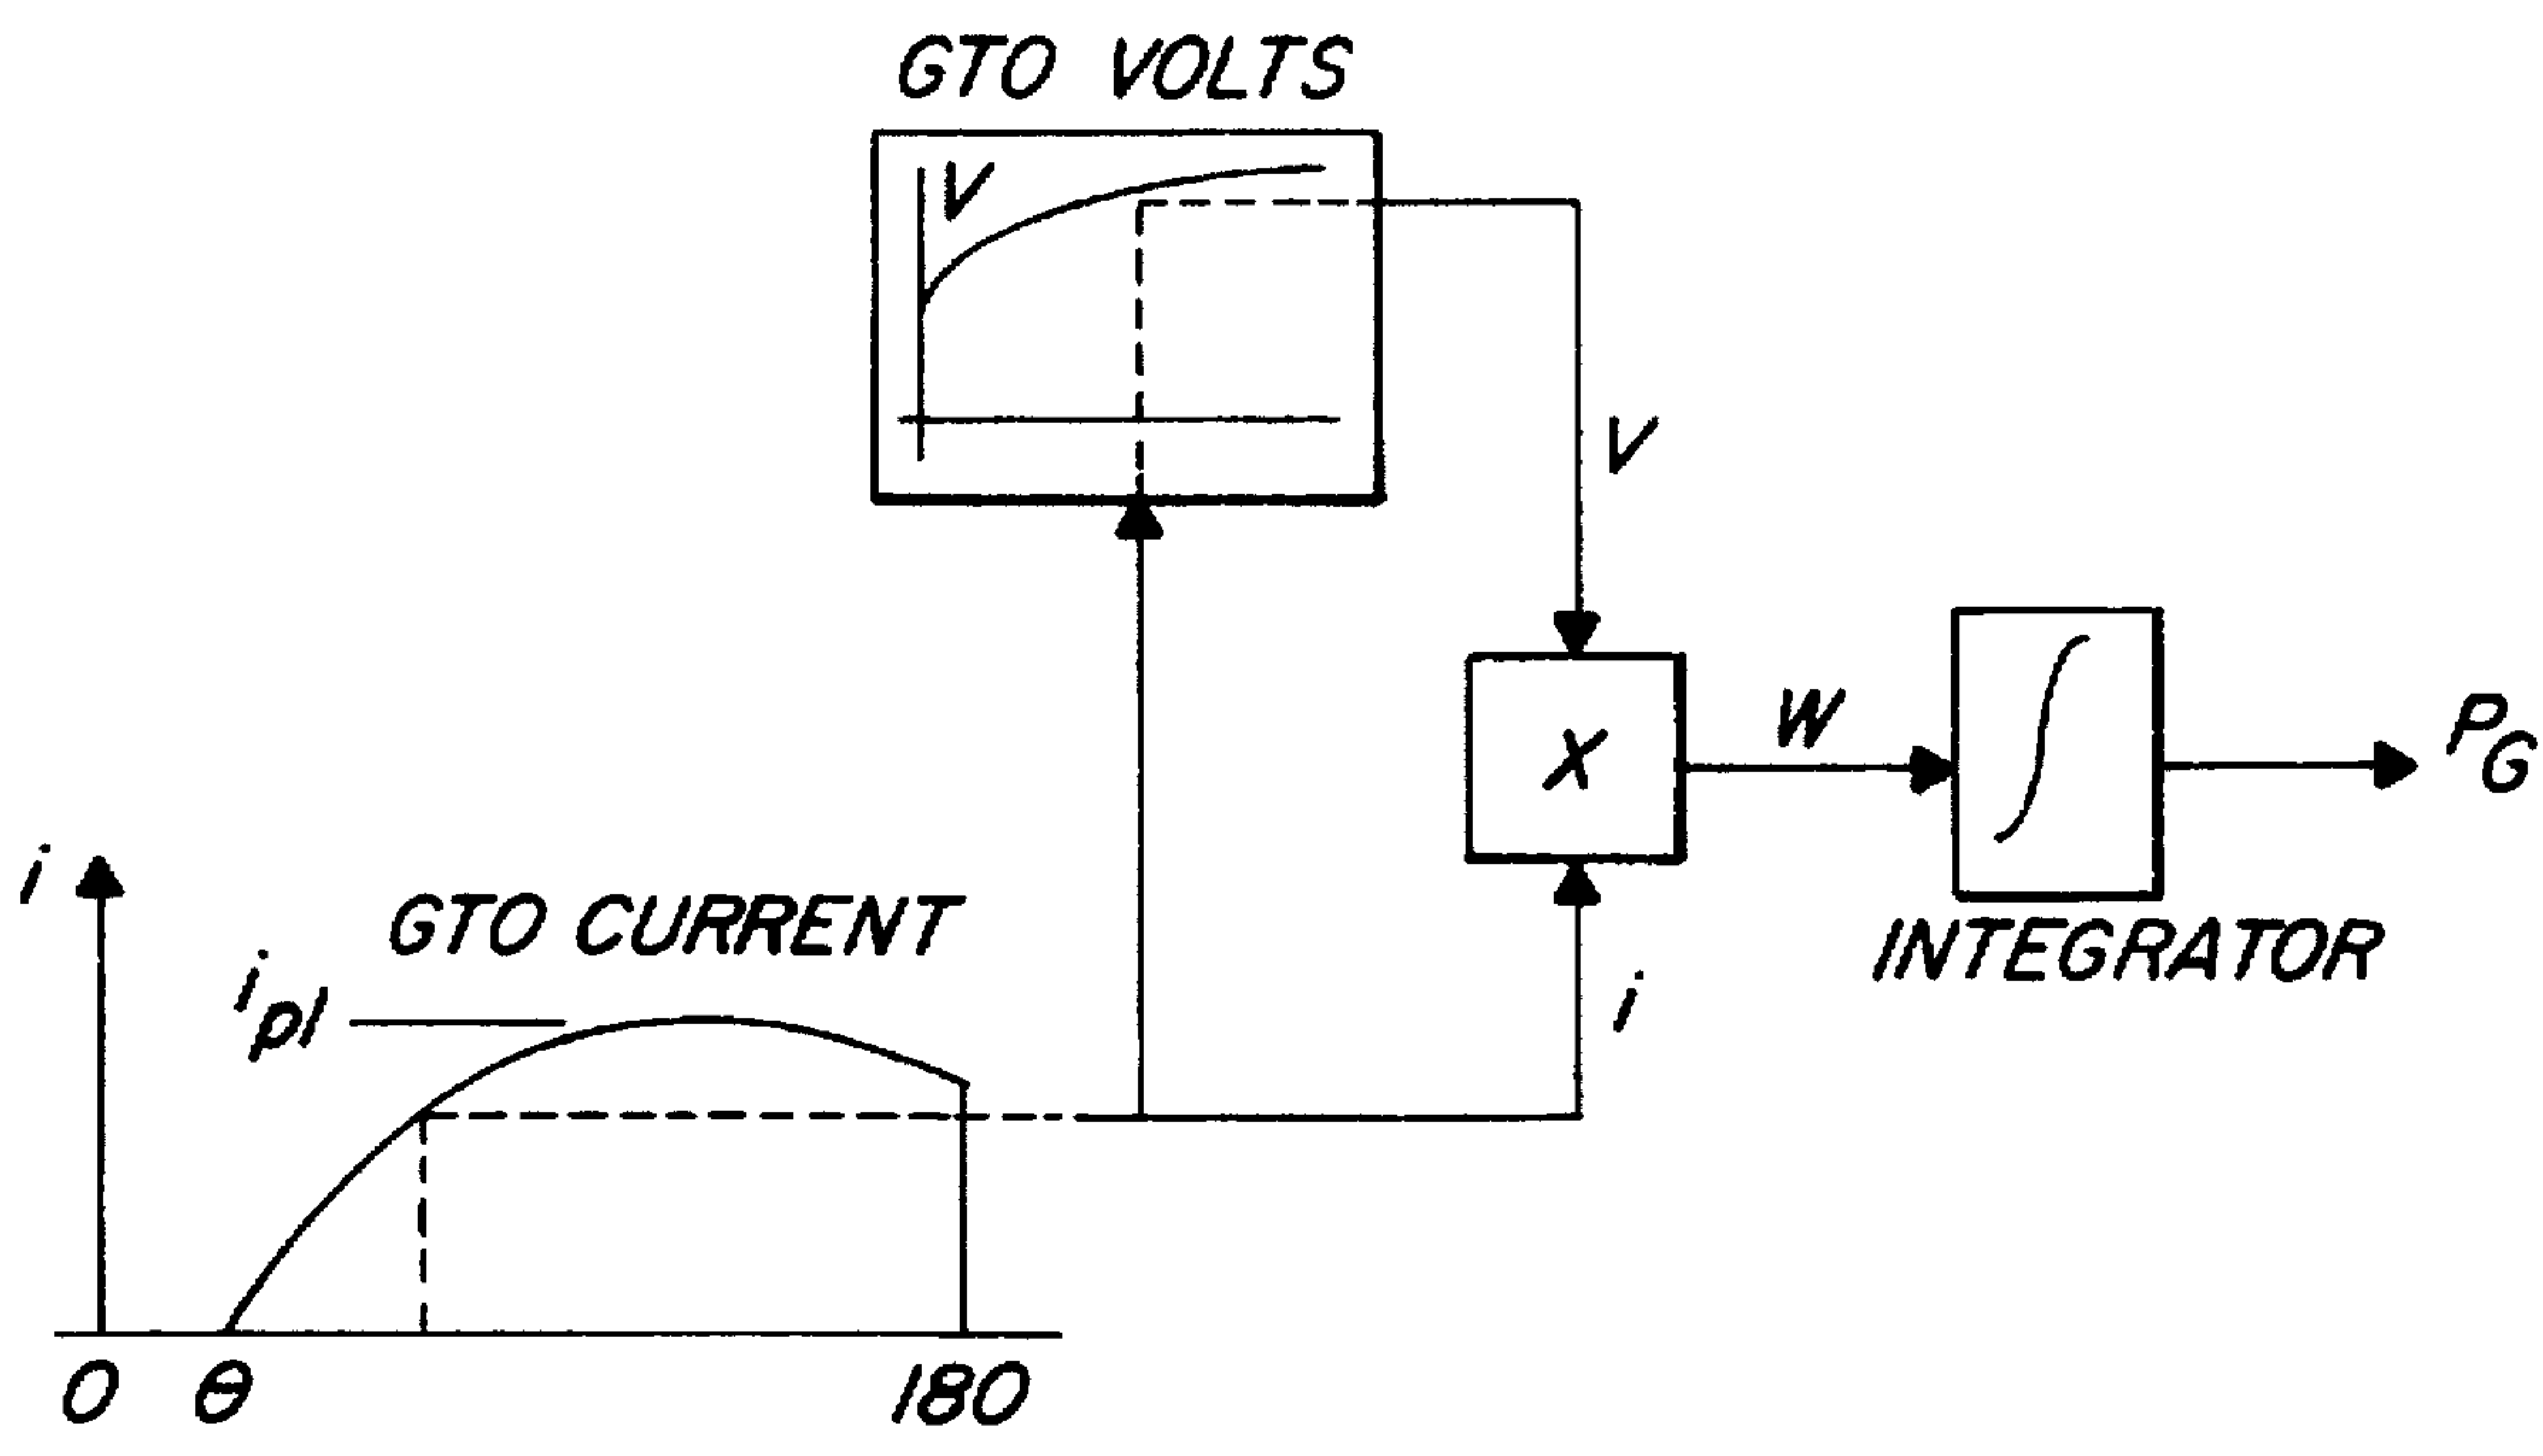 GTO VOLTS
V
V
X
W
∫
P_G
INTEGRATOR
i
i
GTO CURRENT
i_pl
0 θ 180